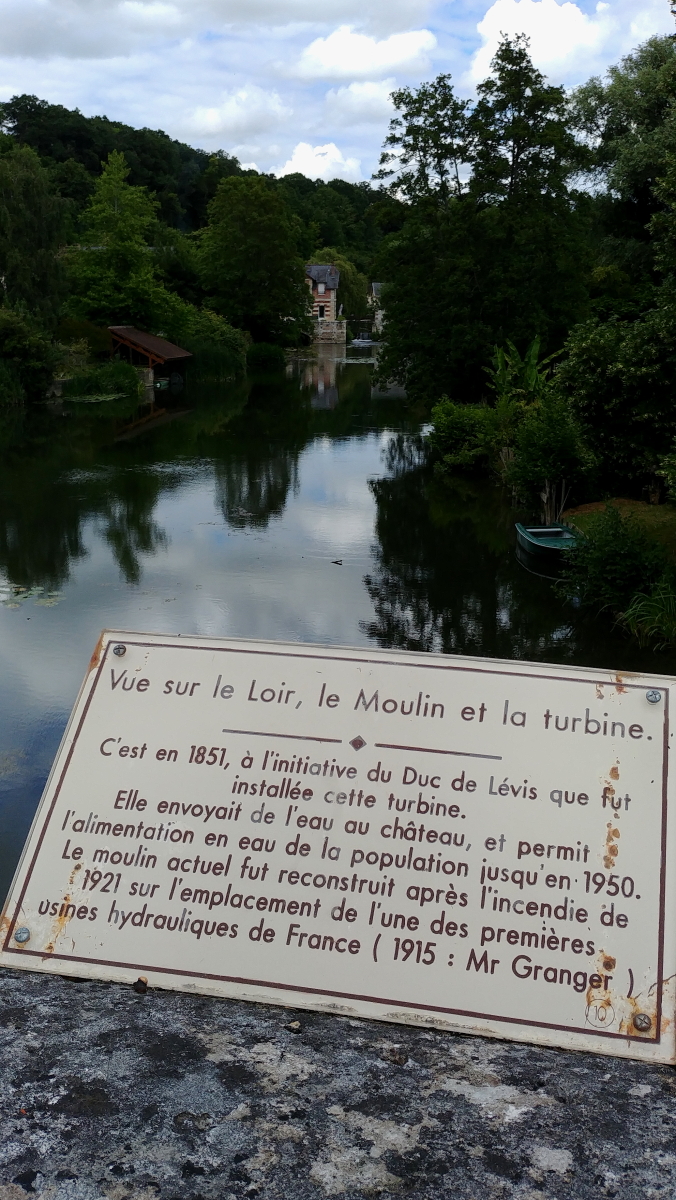 Vue sur le Loir, le Moulin et la turbine.
C'est en 1851, à l'initiative du Duc de Lévis que fut
installée cette turbine.
Elle envoyait de l'eau au château, et permit
l'alimentation en eau de la population jusqu'en 1950.
Le moulin actuel fut reconstruit après l'incendie de
1921 sur l'emplacement de l'une des premières
usines hydrauliques de France ( 1915 : Mr Granger )
10